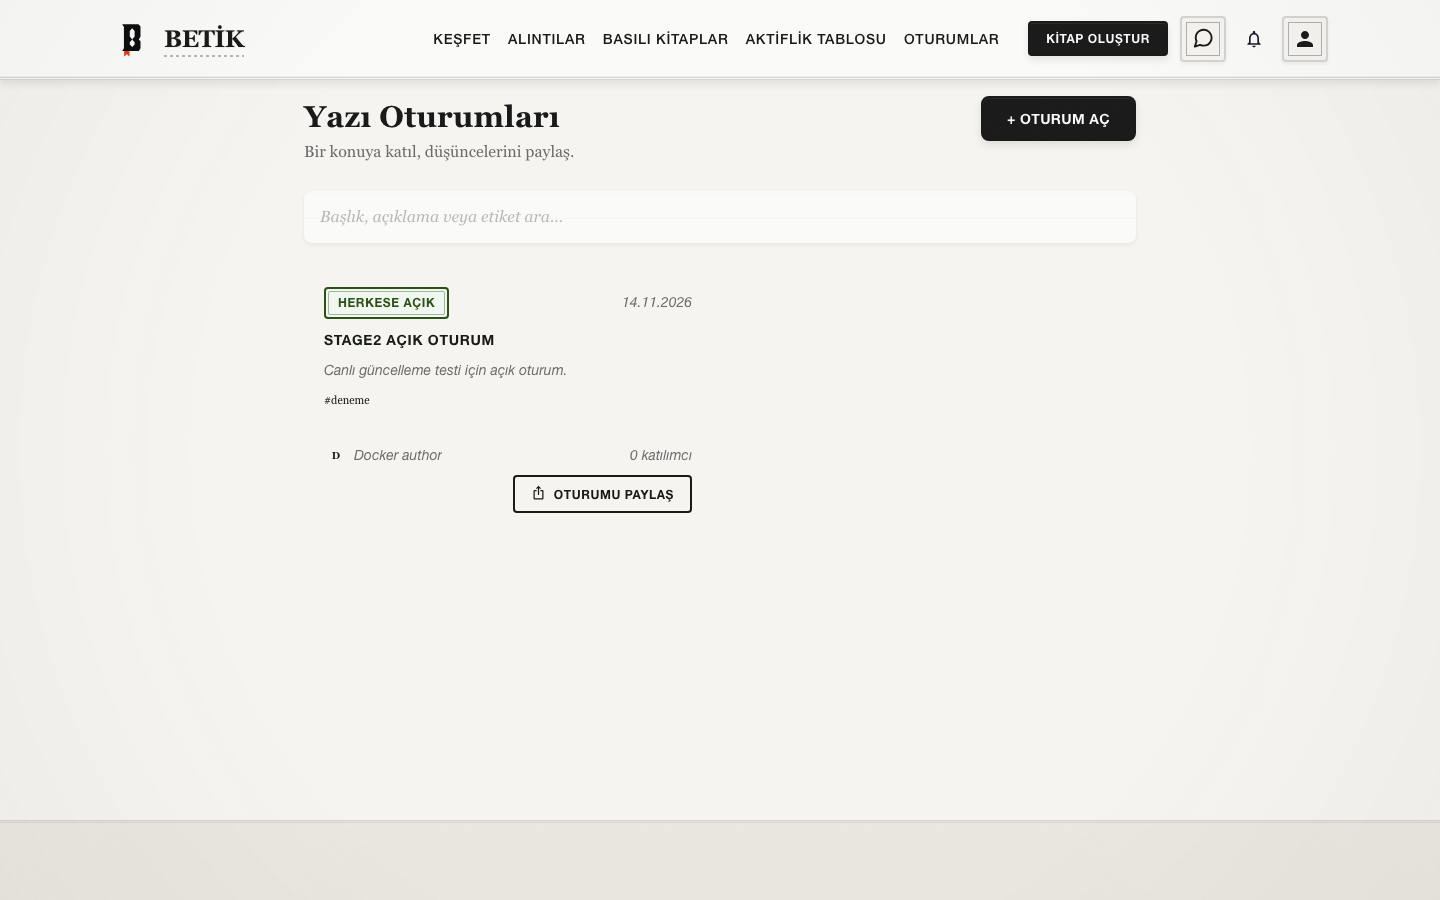 BETİK
KEŞFET ALINTILAR BASILI KİTAPLAR AKTİFLİK TABLOSU OTURUMLAR KİTAP OLUŞTUR
Yazı Oturumları
+ OTURUM AÇ
Bir konuya katıl, düşüncelerini paylaş.
Başlık, açıklama veya etiket ara...
HERKESE AÇIK 14.11.2026
STAGE2 AÇIK OTURUM
Canlı güncelleme testi için açık oturum.
#deneme
D Docker author 0 katılımcı
OTURUMU PAYLAŞ